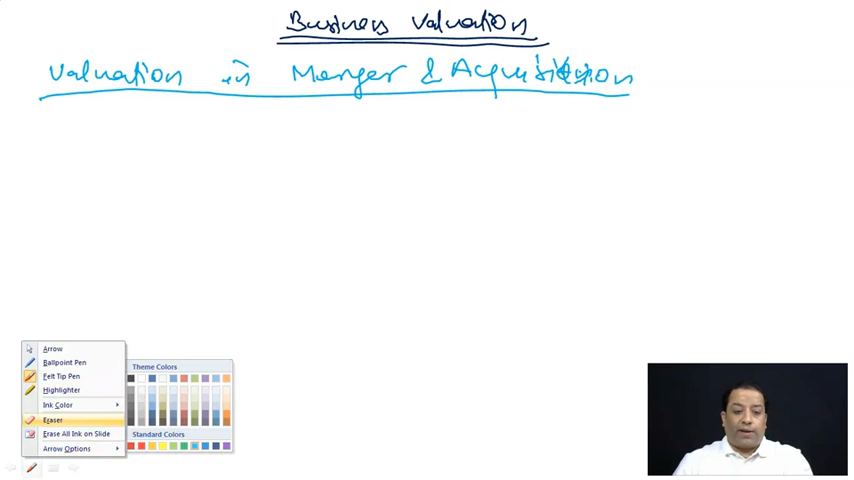 Business Valuation
Valuation in Merger & Acquisition
Arrow
Ballpoint Pen
Felt Tip Pen
Highlighter
Ink Color
Eraser
Erase All Ink on Slide
Arrow Options
Theme Colors
Standard Colors